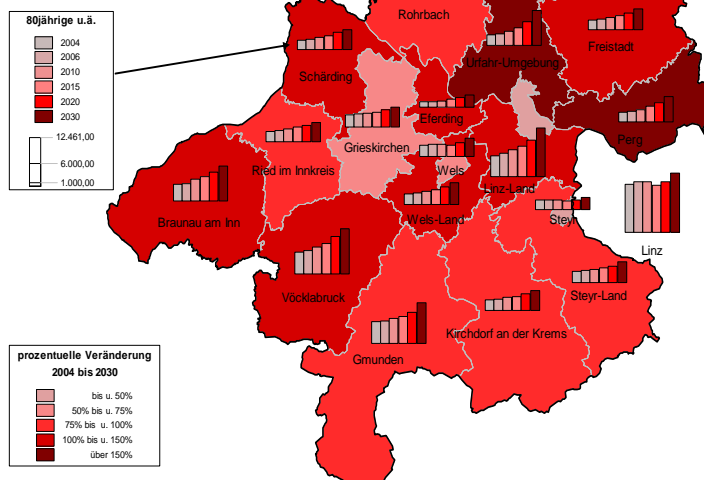 80jährige u.ä.
2004
2006
2010
2015
2020
2030
12.461,00
6.000,00
1.000,00
Rohrbach
Freistadt
Urfahr-Umgebung
Schärding
Eferding
Perg
Grieskirchen
Ried im Innkreis
Wels
Linz-Land
Braunau am Inn
Wels-Land
Steyr
Linz
Vöcklabruck
Steyr-Land
Kirchdorf an der Krems
Gmunden
prozentuelle Veränderung
2004 bis 2030
bis u. 50%
50% bis u. 75%
75% bis u. 100%
100% bis u. 150%
über 150%